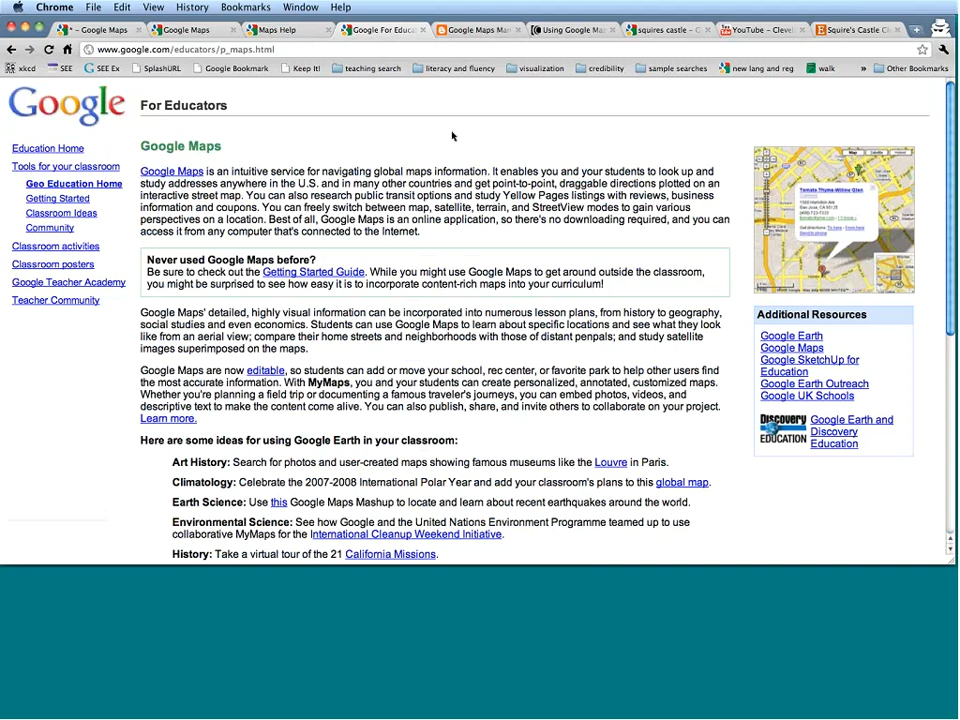 Chrome File Edit View History Bookmarks Window Help
* - Google Maps Google Maps Maps Help Google For Educa Google Maps Man Using Google Ma squires castle - G YouTube - Clevel Squire's Castle Cl
www.google.com/educators/p_maps.html
xkcd SEE SEE Ex SplashURL Google Bookmark Keep It! teaching search literacy and fluency visualization credibility sample searches new lang and reg walk » Other Bookmarks
Google
For Educators
Education Home
Tools for your classroom
Geo Education Home
Getting Started
Classroom Ideas
Community
Classroom activities
Classroom posters
Google Teacher Academy
Teacher Community
Google Maps
Google Maps is an intuitive service for navigating global maps information. It enables you and your students to look up and
study addresses anywhere in the U.S. and in many other countries and get point-to-point, draggable directions plotted on an
interactive street map. You can also research public transit options and study Yellow Pages listings with reviews, business
information and coupons. You can freely switch between map, satellite, terrain, and StreetView modes to gain various
perspectives on a location. Best of all, Google Maps is an online application, so there's no downloading required, and you can
access it from any computer that's connected to the Internet.
Never used Google Maps before?
Be sure to check out the Getting Started Guide. While you might use Google Maps to get around outside the classroom,
you might be surprised to see how easy it is to incorporate content-rich maps into your curriculum!
Google Maps' detailed, highly visual information can be incorporated into numerous lesson plans, from history to geography,
social studies and even economics. Students can use Google Maps to learn about specific locations and see what they look
like from an aerial view; compare their home streets and neighborhoods with those of distant penpals; and study satellite
images superimposed on the maps.
Google Maps are now editable, so students can add or move your school, rec center, or favorite park to help other users find
the most accurate information. With MyMaps, you and your students can create personalized, annotated, customized maps.
Whether you're planning a field trip or documenting a famous traveler's journeys, you can embed photos, videos, and
descriptive text to make the content come alive. You can also publish, share, and invite others to collaborate on your project.
Learn more.
Here are some ideas for using Google Earth in your classroom:
Art History: Search for photos and user-created maps showing famous museums like the Louvre in Paris.
Climatology: Celebrate the 2007-2008 International Polar Year and add your classroom's plans to this global map.
Earth Science: Use this Google Maps Mashup to locate and learn about recent earthquakes around the world.
Environmental Science: See how Google and the United Nations Environment Programme teamed up to use
collaborative MyMaps for the International Cleanup Weekend Initiative.
History: Take a virtual tour of the 21 California Missions.
Additional Resources
Google Earth
Google Maps
Google SketchUp for
Education
Google Earth Outreach
Google UK Schools
Discovery
EDUCATION
Google Earth and
Discovery
Education